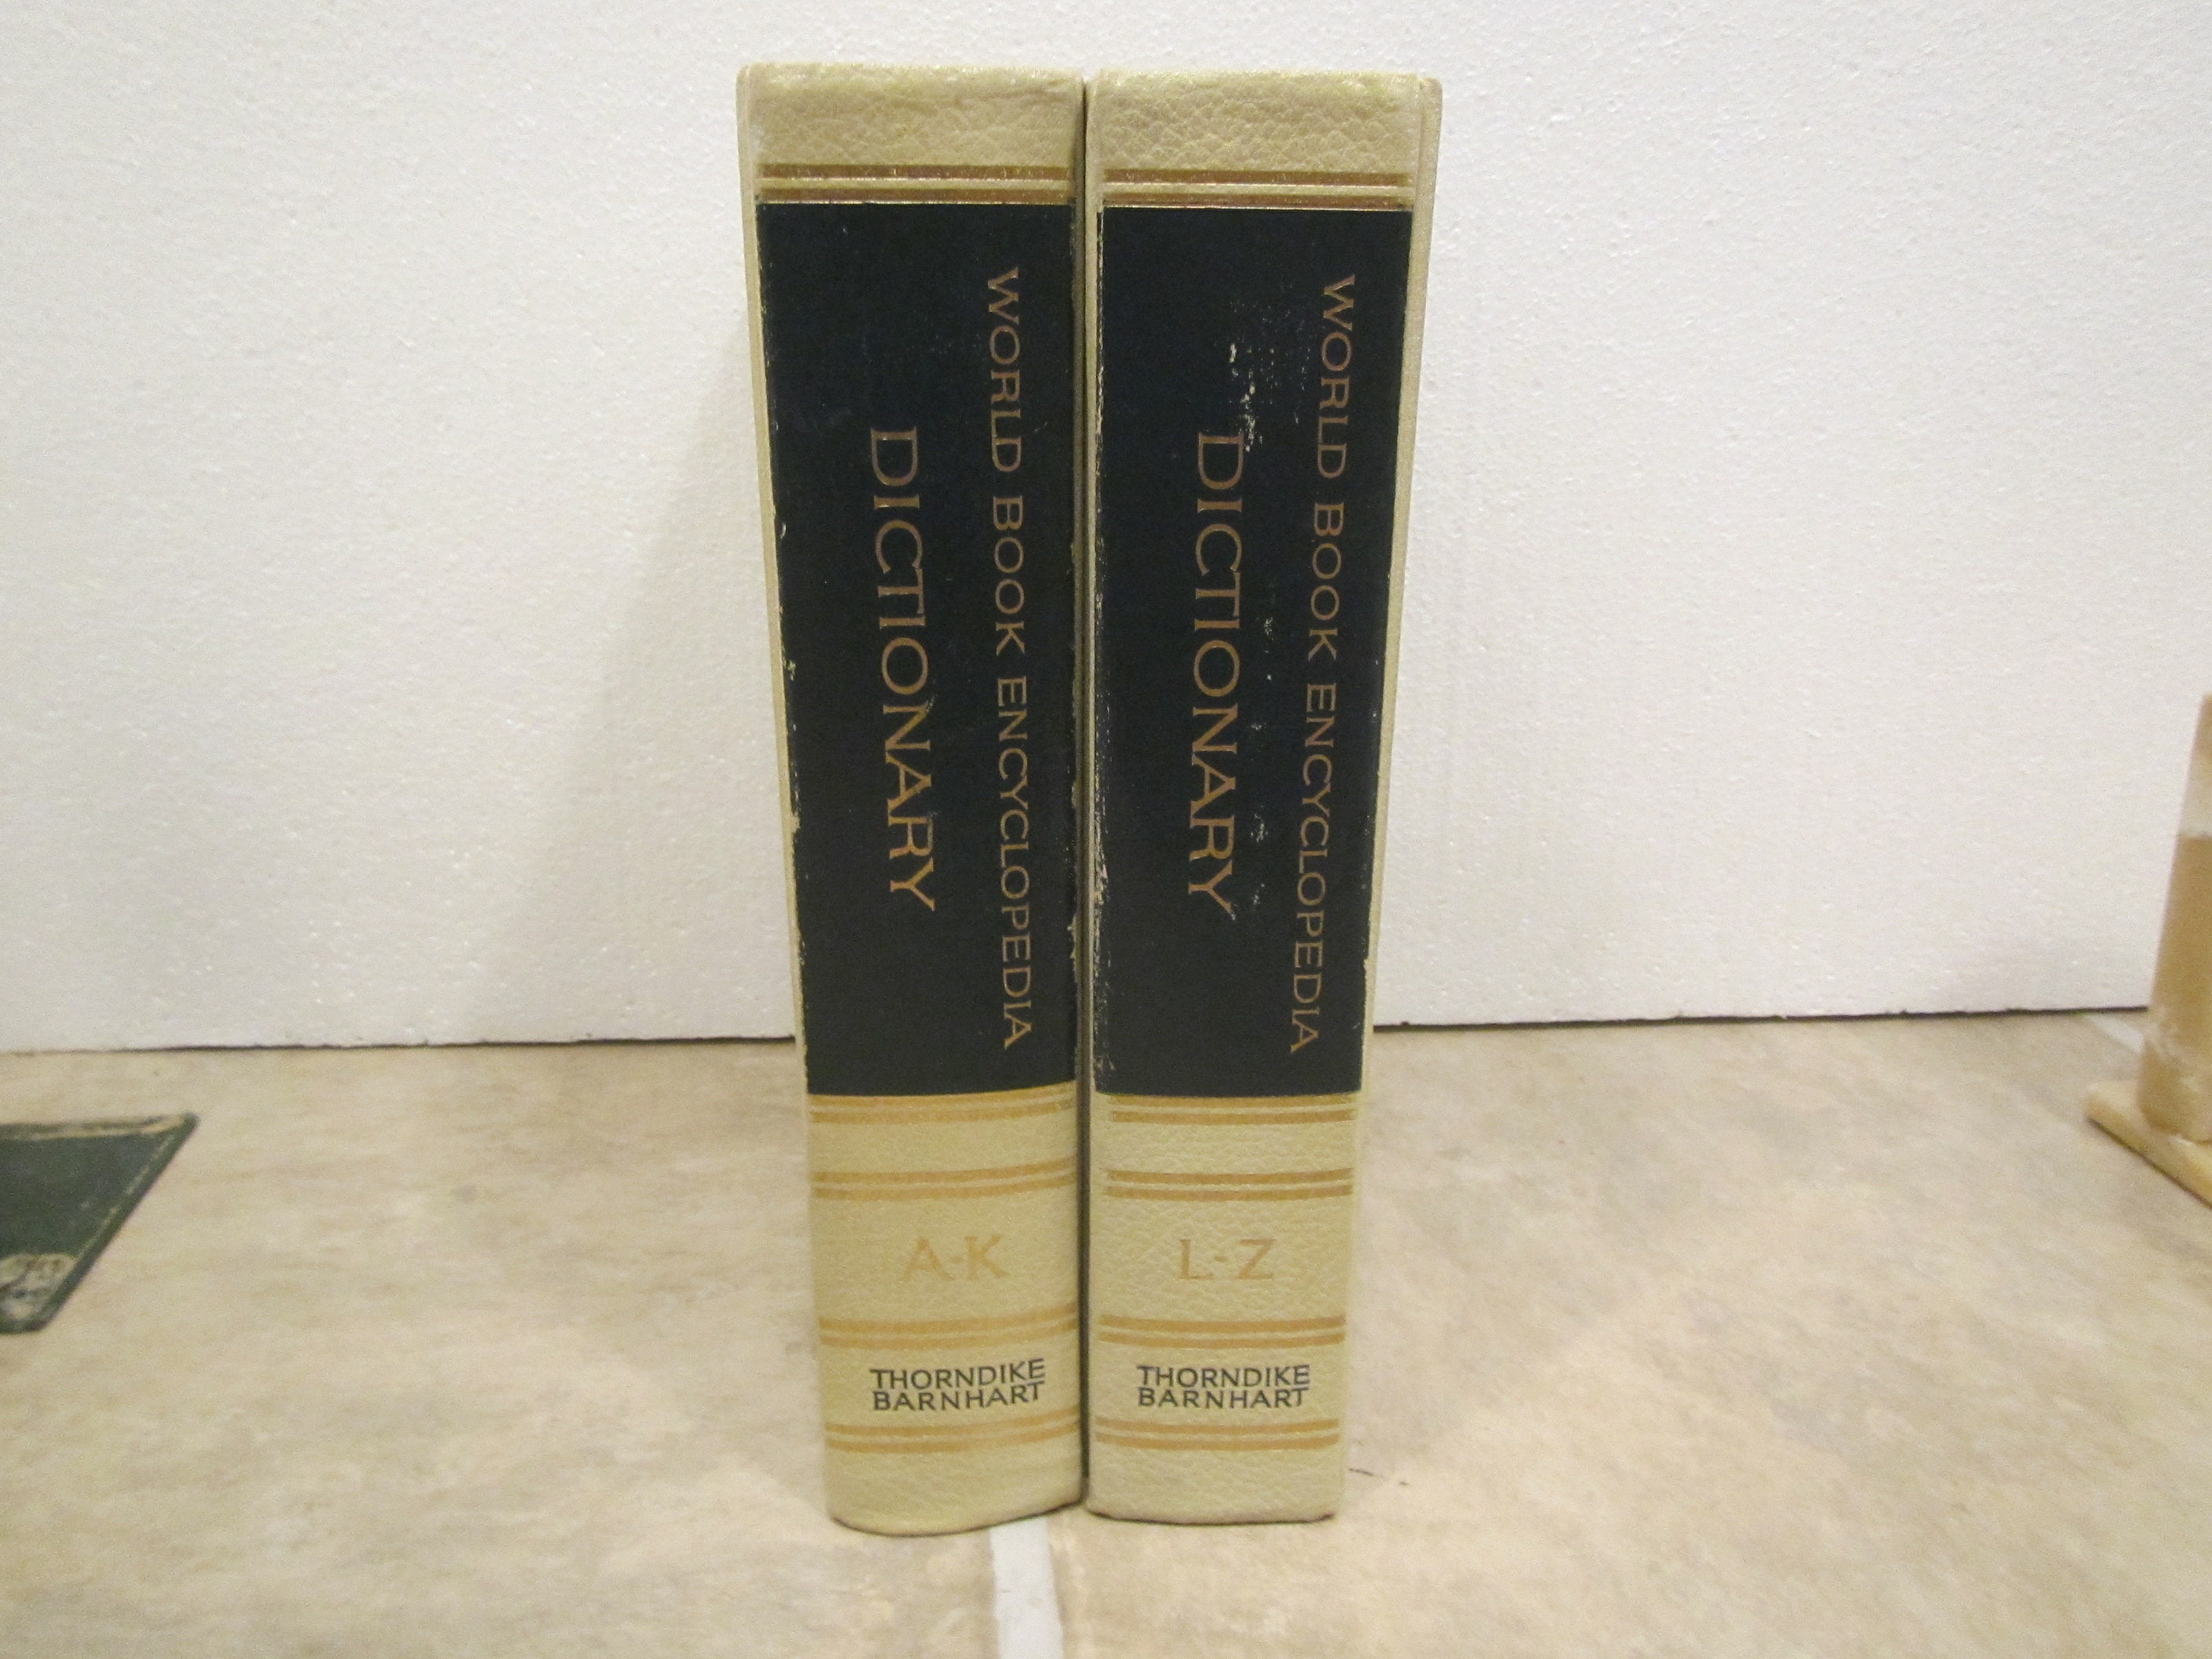 WORLD BOOK ENCYCLOPEDIA
DICTIONARY
A-K
THORNDIKE
BARNHART
WORLD BOOK ENCYCLOPEDIA
DICTIONARY
L-Z
THORNDIKE
BARNHART